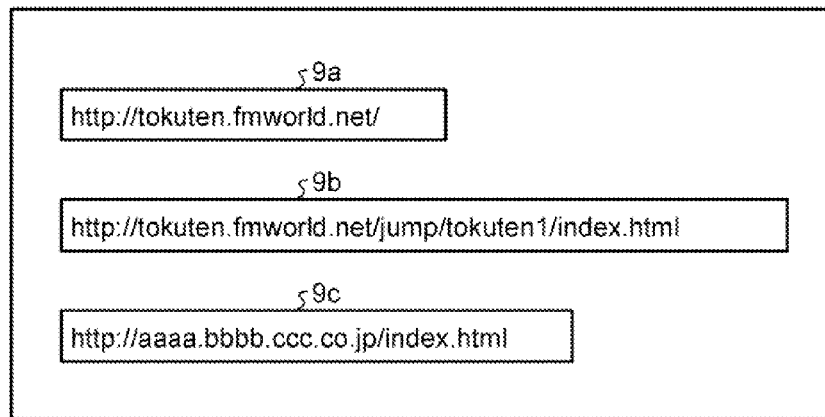 9a
http://tokuten.fmworld.net/
9b
http://tokuten.fmworld.net/jump/tokuten1/index.html
9c
http://aaaa.bbbb.ccc.co.jp/index.html